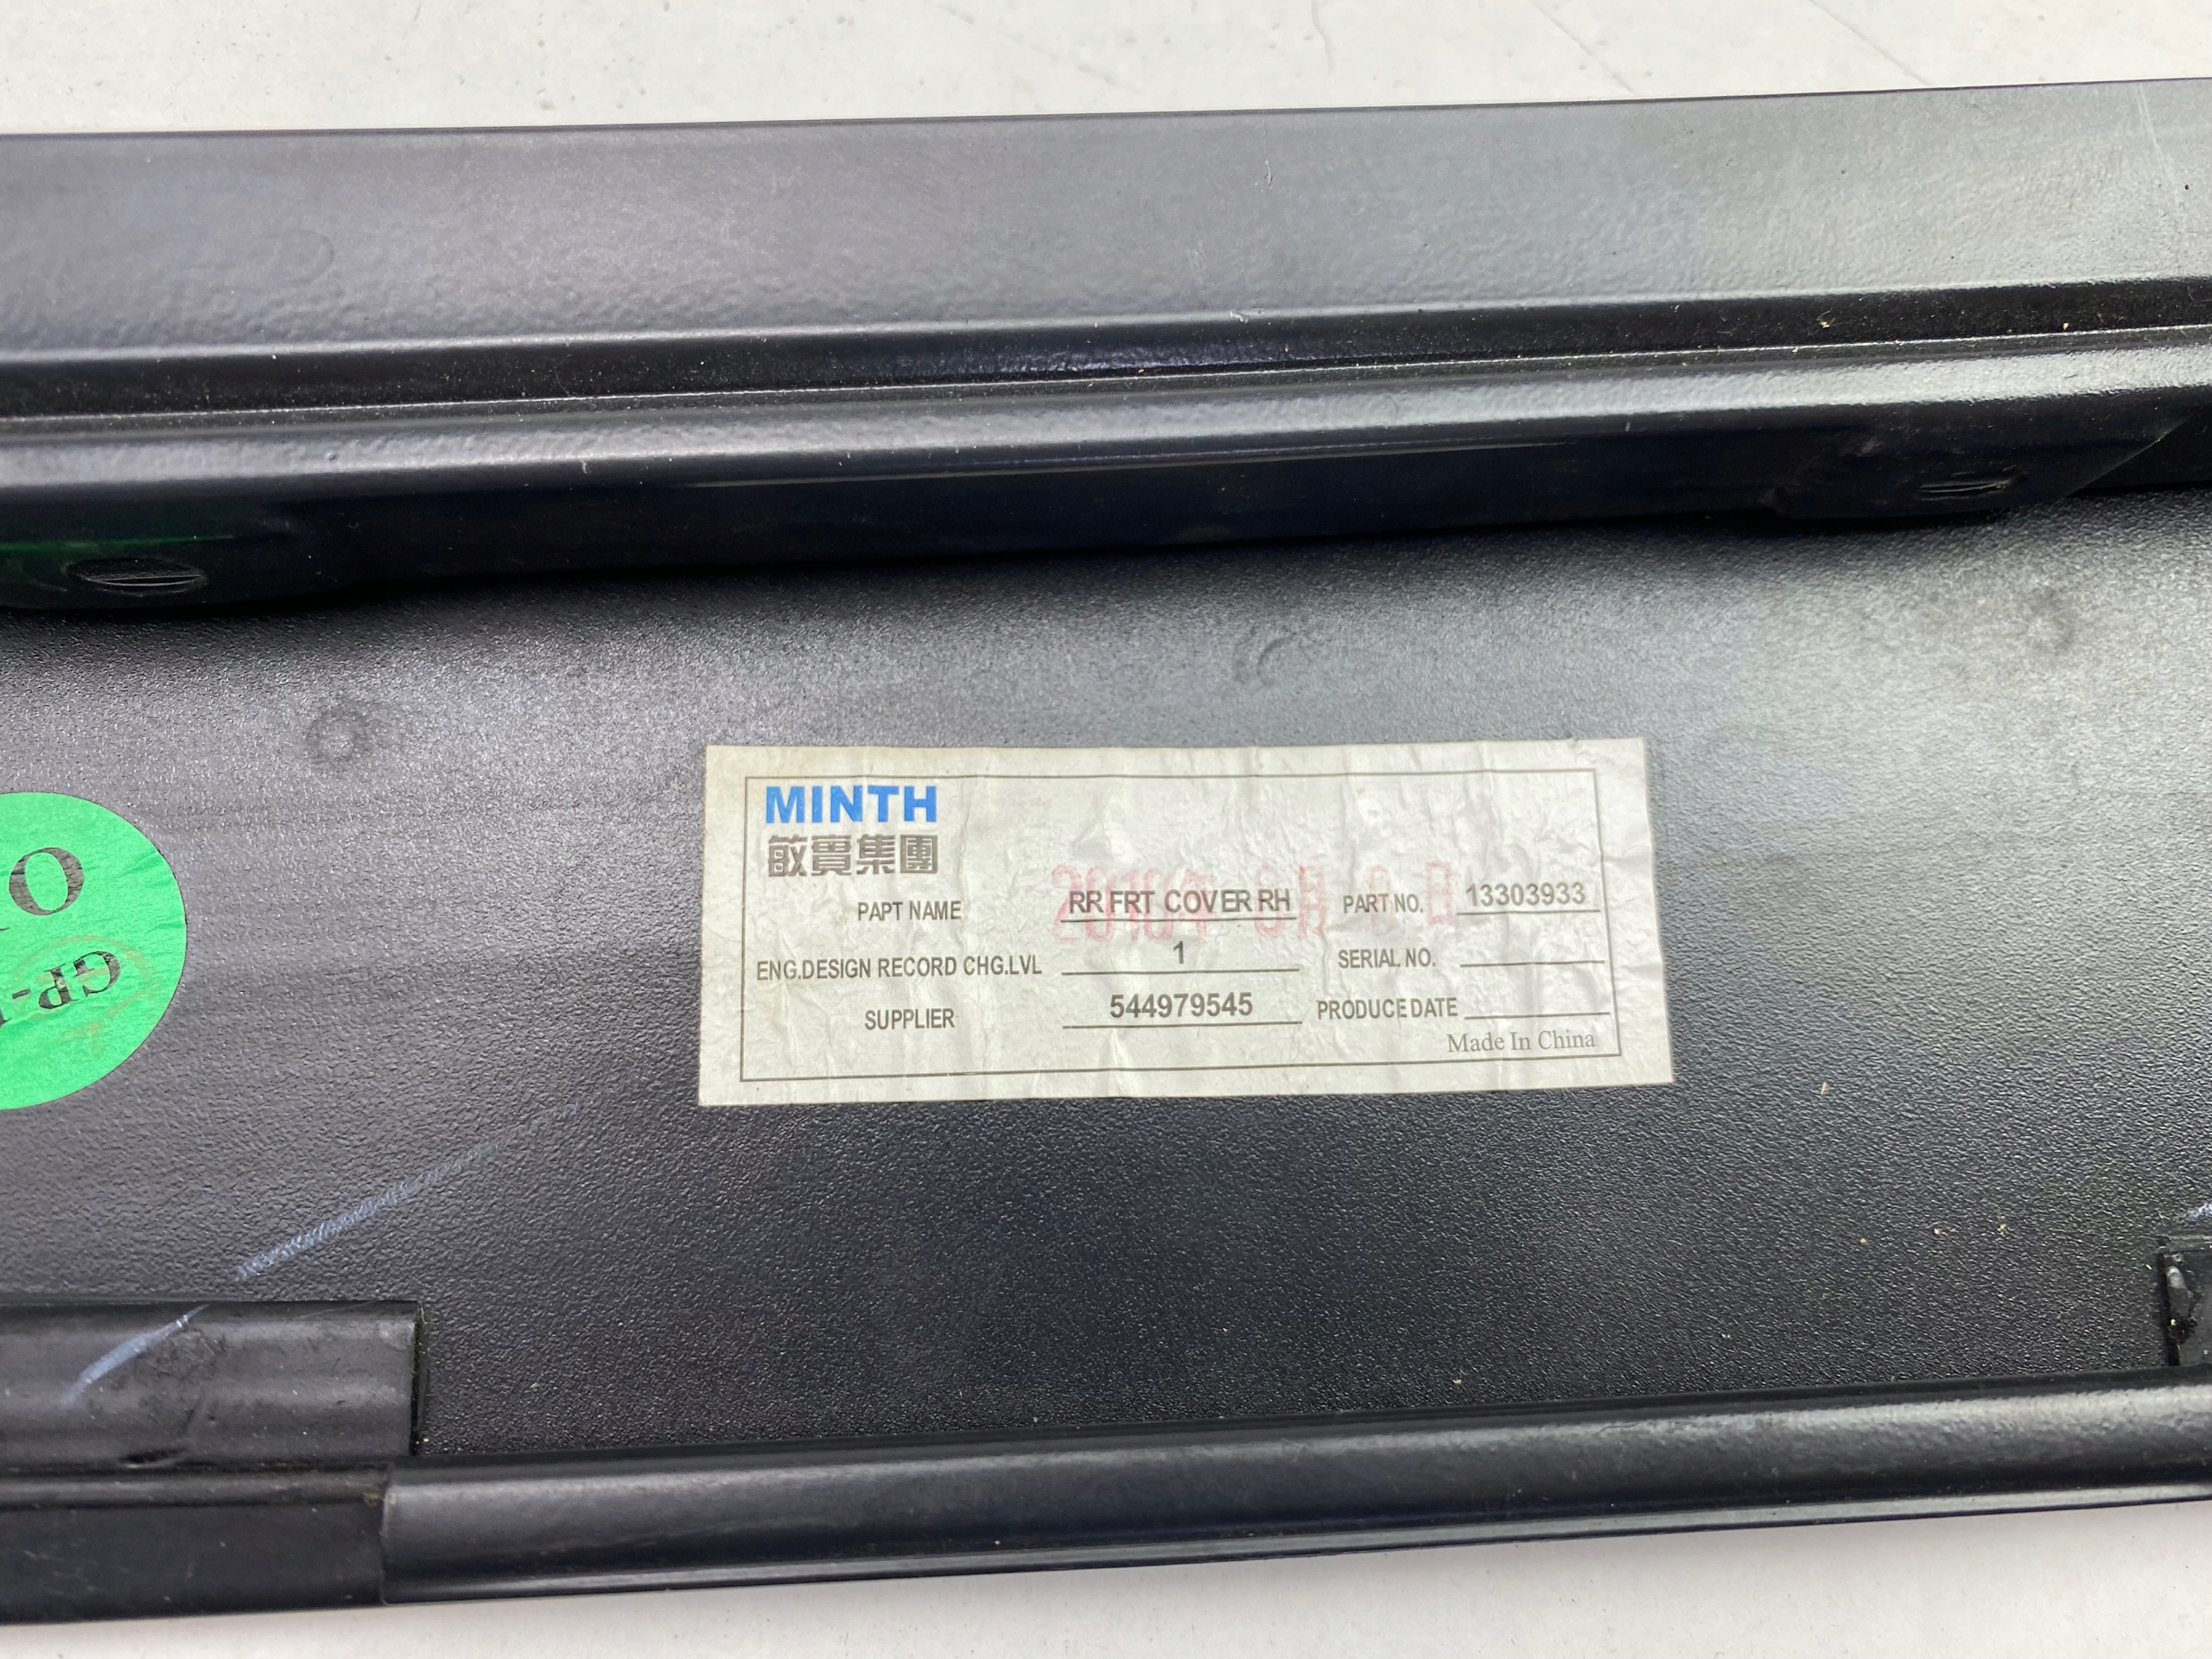 MINTH
敏實集團
PAPT NAME RR FRT COVER RH PART NO. 13303933
ENG.DESIGN RECORD CHG.LVL 1 SERIAL NO.
SUPPLIER 544979545 PRODUCE DATE
Made In China
GP-